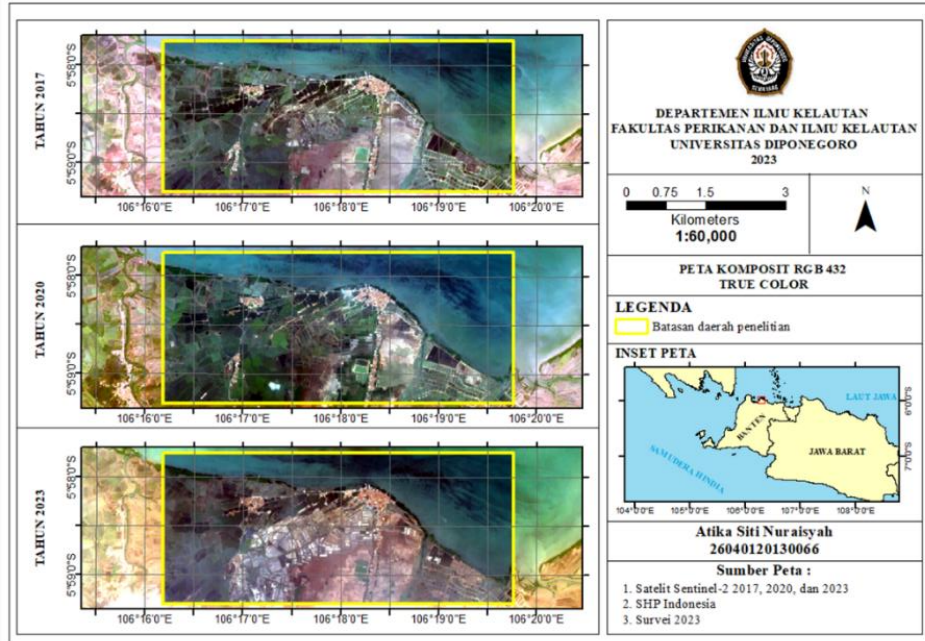 TAHUN 2017
5°58'0"S
5°59'0"S
106°16'0"E
106°17'0"E
106°18'0"E
106°19'0"E
106°20'0"E
TAHUN 2020
5°58'0"S
5°59'0"S
106°16'0"E
106°17'0"E
106°18'0"E
106°19'0"E
106°20'0"E
TAHUN 2023
5°58'0"S
5°59'0"S
106°16'0"E
106°17'0"E
106°18'0"E
106°19'0"E
106°20'0"E
DEPARTEMEN ILMU KELAUTAN
FAKULTAS PERIKANAN DAN ILMU KELAUTAN
UNIVERSITAS DIPONEGORO
2023
0 0.75 1.5 3
Kilometers
1:60,000
N
PETA KOMPOSIT RGB 432
TRUE COLOR
LEGENDA
Batasan daerah penelitian
INSET PETA
LAUT JAWA
BANTEN
JAWA BARAT
SAMUDERA HINDIA
6°0'0"S
7°0'0"S
104°0'0"E
105°0'0"E
106°0'0"E
107°0'0"E
108°0'0"E
Atika Siti Nuraisyah
26040120130066
Sumber Peta :
1. Satelit Sentinel-2 2017, 2020, dan 2023
2. SHP Indonesia
3. Survei 2023